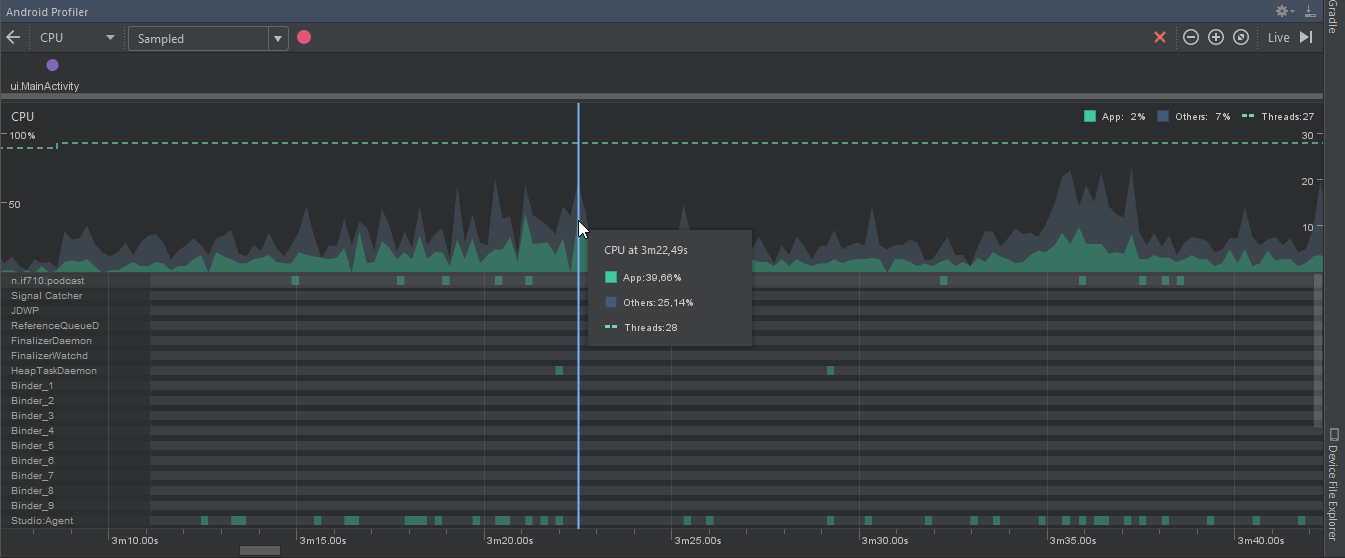 Android Profiler
CPU
Sampled
Live
ui.MainActivity
CPU
App: 2%
Others: 7%
Threads:27
100%
30
50
20
10
CPU at 3m22,49s
App:39,66%
Others:25,14%
Threads:28
n.if710.podcast
Signal Catcher
JDWP
ReferenceQueueD
FinalizerDaemon
FinalizerWatchd
HeapTaskDaemon
Binder_1
Binder_2
Binder_3
Binder_4
Binder_5
Binder_6
Binder_7
Binder_8
Binder_9
Studio:Agent
3m10.00s
3m15.00s
3m20.00s
3m25.00s
3m30.00s
3m35.00s
3m40.00s
Gradle
Device File Explorer